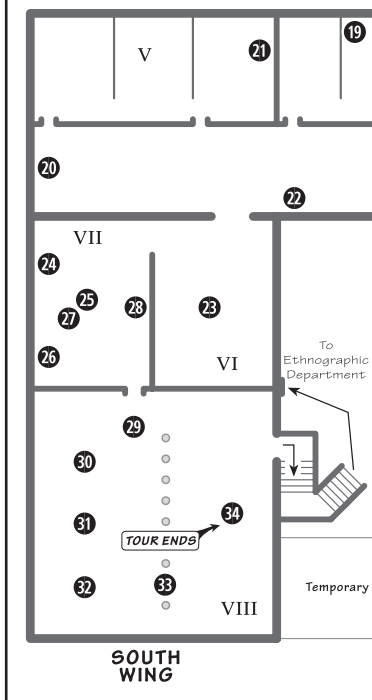 19
21
V
20
22
VII
24
25
28
23
27
To
Ethnographic
Department
26
VI
29
30
34
31
TOUR ENDS
32
33
Temporary
VIII
SOUTH
WING